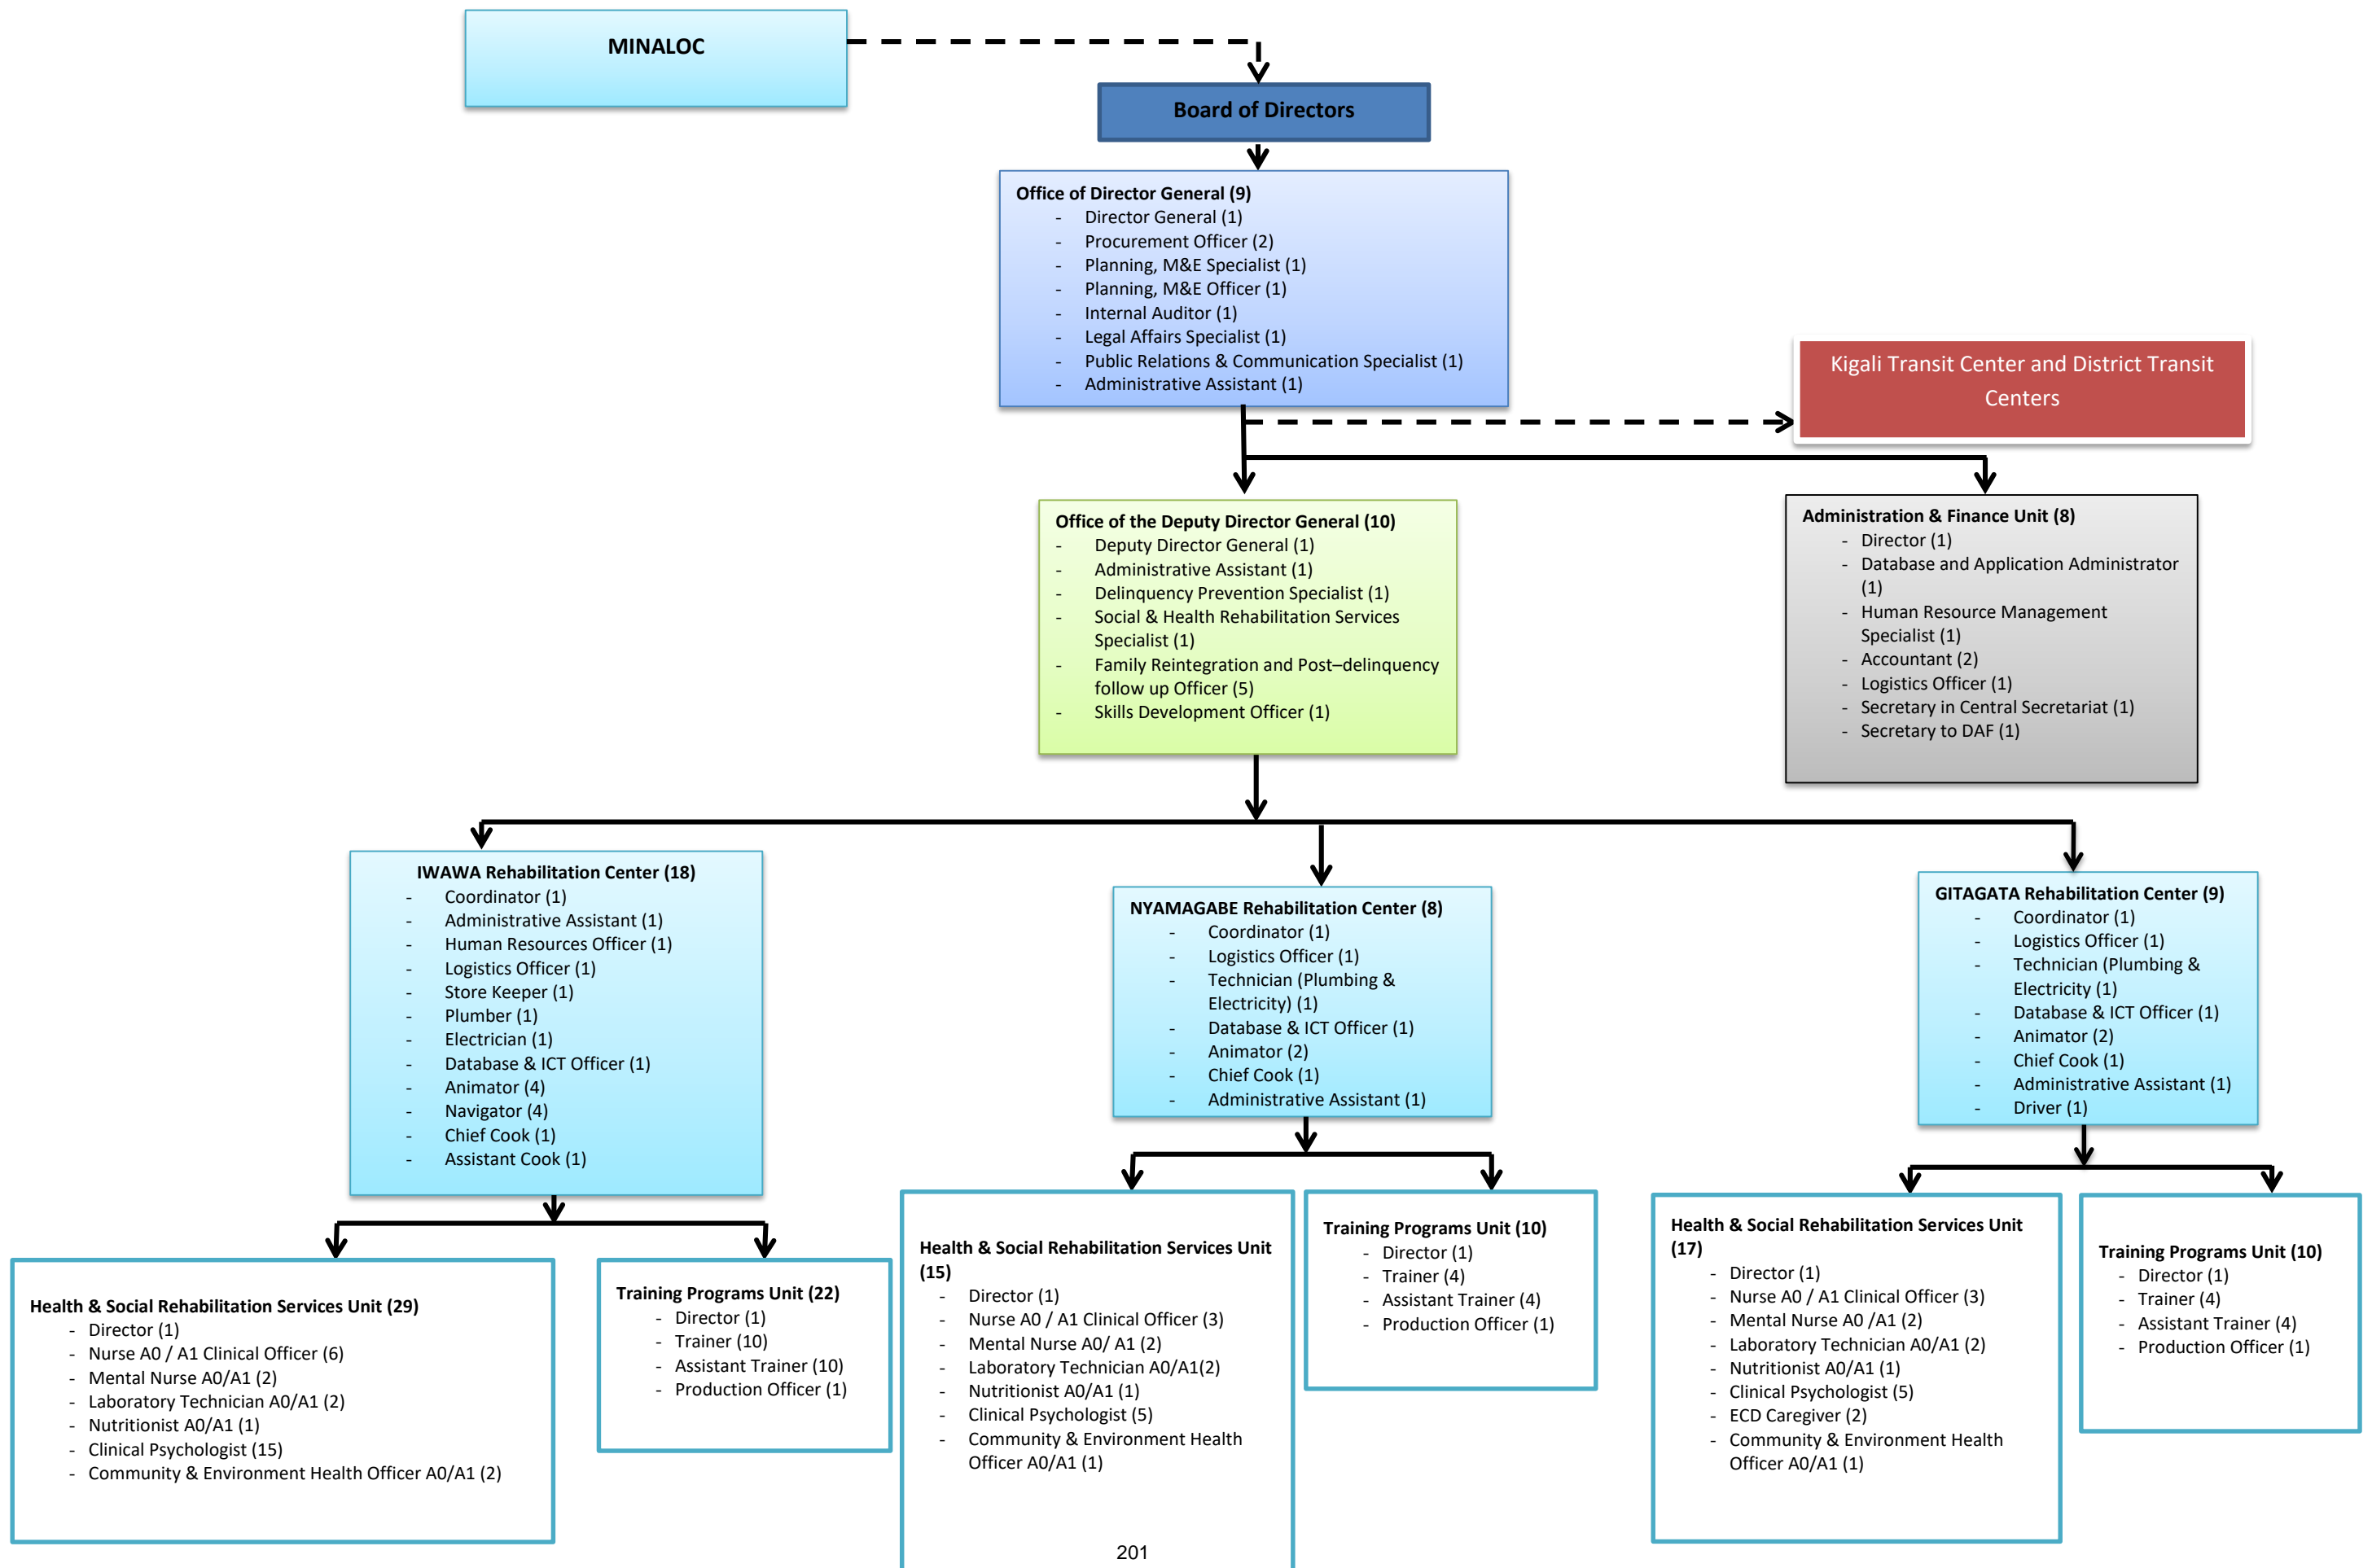 MINALOC
Board of Directors
Office of Director General (9)
- Director General (1)
- Procurement Officer (2)
- Planning, M&E Specialist (1)
- Planning, M&E Officer (1)
- Internal Auditor (1)
- Legal Affairs Specialist (1)
- Public Relations & Communication Specialist (1)
- Administrative Assistant (1)
Kigali Transit Center and District Transit
Centers
Office of the Deputy Director General (10)
- Deputy Director General (1)
- Administrative Assistant (1)
- Delinquency Prevention Specialist (1)
- Social & Health Rehabilitation Services
Specialist (1)
- Family Reintegration and Post–delinquency
follow up Officer (5)
- Skills Development Officer (1)
Administration & Finance Unit (8)
- Director (1)
- Database and Application Administrator
(1)
- Human Resource Management
Specialist (1)
- Accountant (2)
- Logistics Officer (1)
- Secretary in Central Secretariat (1)
- Secretary to DAF (1)
IWAWA Rehabilitation Center (18)
- Coordinator (1)
- Administrative Assistant (1)
- Human Resources Officer (1)
- Logistics Officer (1)
- Store Keeper (1)
- Plumber (1)
- Electrician (1)
- Database & ICT Officer (1)
- Animator (4)
- Navigator (4)
- Chief Cook (1)
- Assistant Cook (1)
NYAMAGABE Rehabilitation Center (8)
- Coordinator (1)
- Logistics Officer (1)
- Technician (Plumbing &
Electricity) (1)
- Database & ICT Officer (1)
- Animator (2)
- Chief Cook (1)
- Administrative Assistant (1)
GITAGATA Rehabilitation Center (9)
- Coordinator (1)
- Logistics Officer (1)
- Technician (Plumbing &
Electricity (1)
- Database & ICT Officer (1)
- Animator (2)
- Chief Cook (1)
- Administrative Assistant (1)
- Driver (1)
Health & Social Rehabilitation Services Unit (29)
- Director (1)
- Nurse A0 / A1 Clinical Officer (6)
- Mental Nurse A0/A1 (2)
- Laboratory Technician A0/A1 (2)
- Nutritionist A0/A1 (1)
- Clinical Psychologist (15)
- Community & Environment Health Officer A0/A1 (2)
Training Programs Unit (22)
- Director (1)
- Trainer (10)
- Assistant Trainer (10)
- Production Officer (1)
Health & Social Rehabilitation Services Unit
(15)
- Director (1)
- Nurse A0 / A1 Clinical Officer (3)
- Mental Nurse A0/ A1 (2)
- Laboratory Technician A0/A1(2)
- Nutritionist A0/A1 (1)
- Clinical Psychologist (5)
- Community & Environment Health
Officer A0/A1 (1)
Training Programs Unit (10)
- Director (1)
- Trainer (4)
- Assistant Trainer (4)
- Production Officer (1)
Health & Social Rehabilitation Services Unit
(17)
- Director (1)
- Nurse A0 / A1 Clinical Officer (3)
- Mental Nurse A0 /A1 (2)
- Laboratory Technician A0/A1 (2)
- Nutritionist A0/A1 (1)
- Clinical Psychologist (5)
- ECD Caregiver (2)
- Community & Environment Health
Officer A0/A1 (1)
Training Programs Unit (10)
- Director (1)
- Trainer (4)
- Assistant Trainer (4)
- Production Officer (1)
201